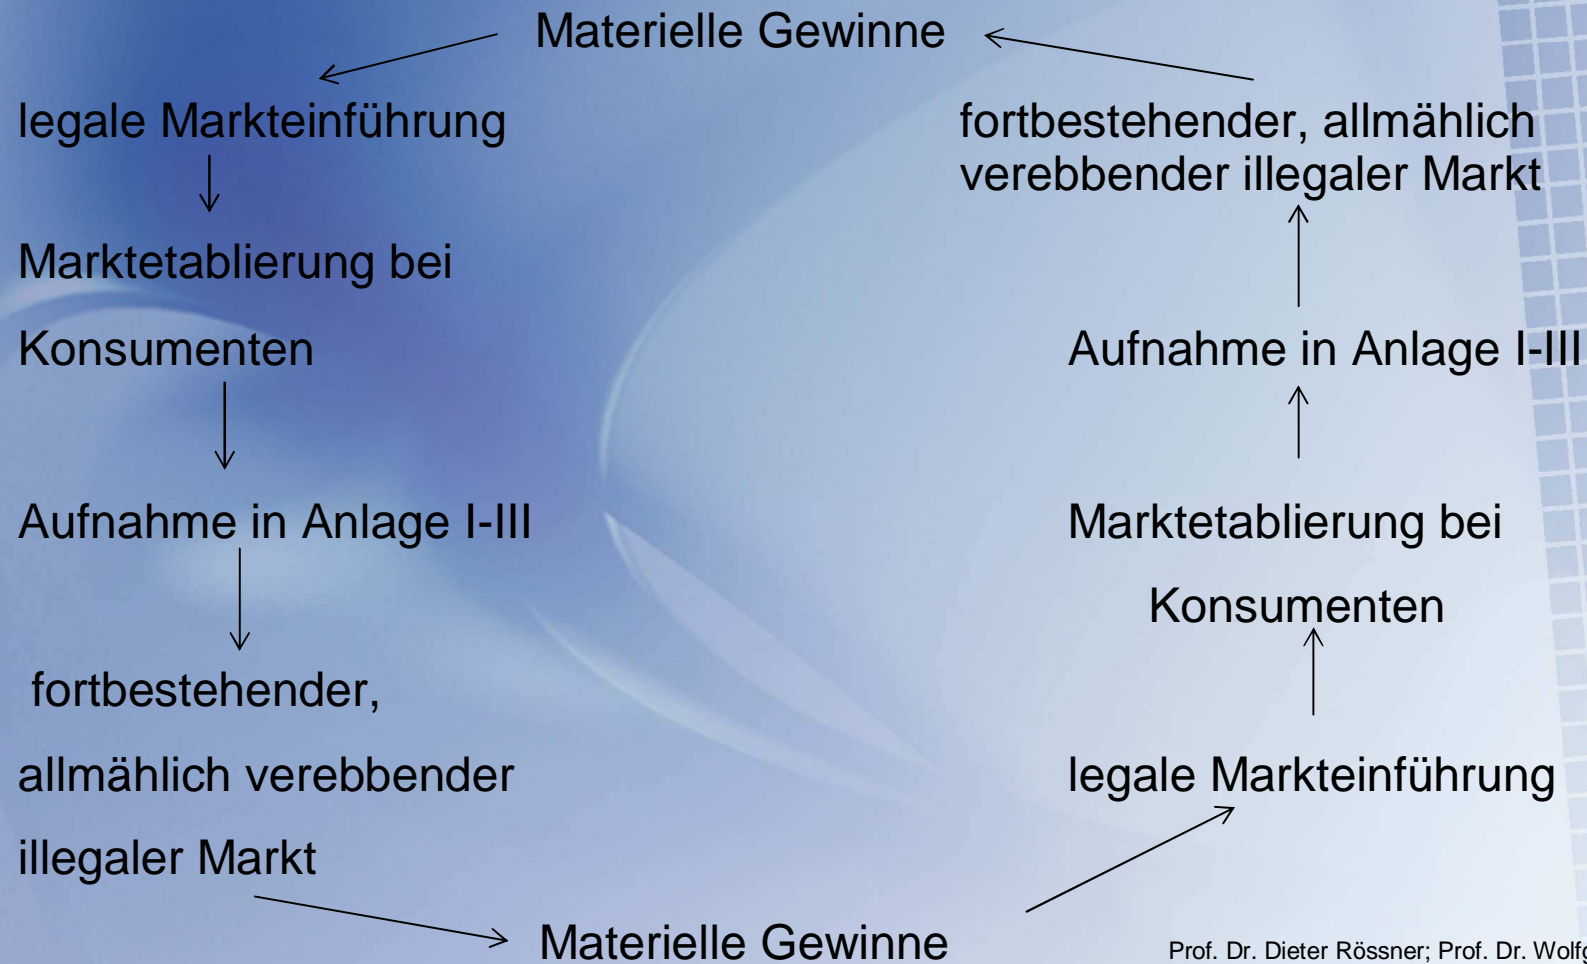 Materielle Gewinne
legale Markteinführung
Marktetablierung bei
Konsumenten
Aufnahme in Anlage I-III
fortbestehender,
allmählich verebbender
illegaler Markt
Materielle Gewinne
legale Markteinführung
Marktetablierung bei
Konsumenten
Aufnahme in Anlage I-III
fortbestehender, allmählich
verebbender illegaler Markt
Prof. Dr. Dieter Rössner; Prof. Dr. Wolfg